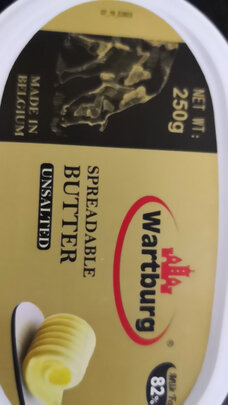 Wartburg®
SPREADABLE
BUTTER
UNSALTED
NET WT:
250g
MADE IN
BELGIUM
82%